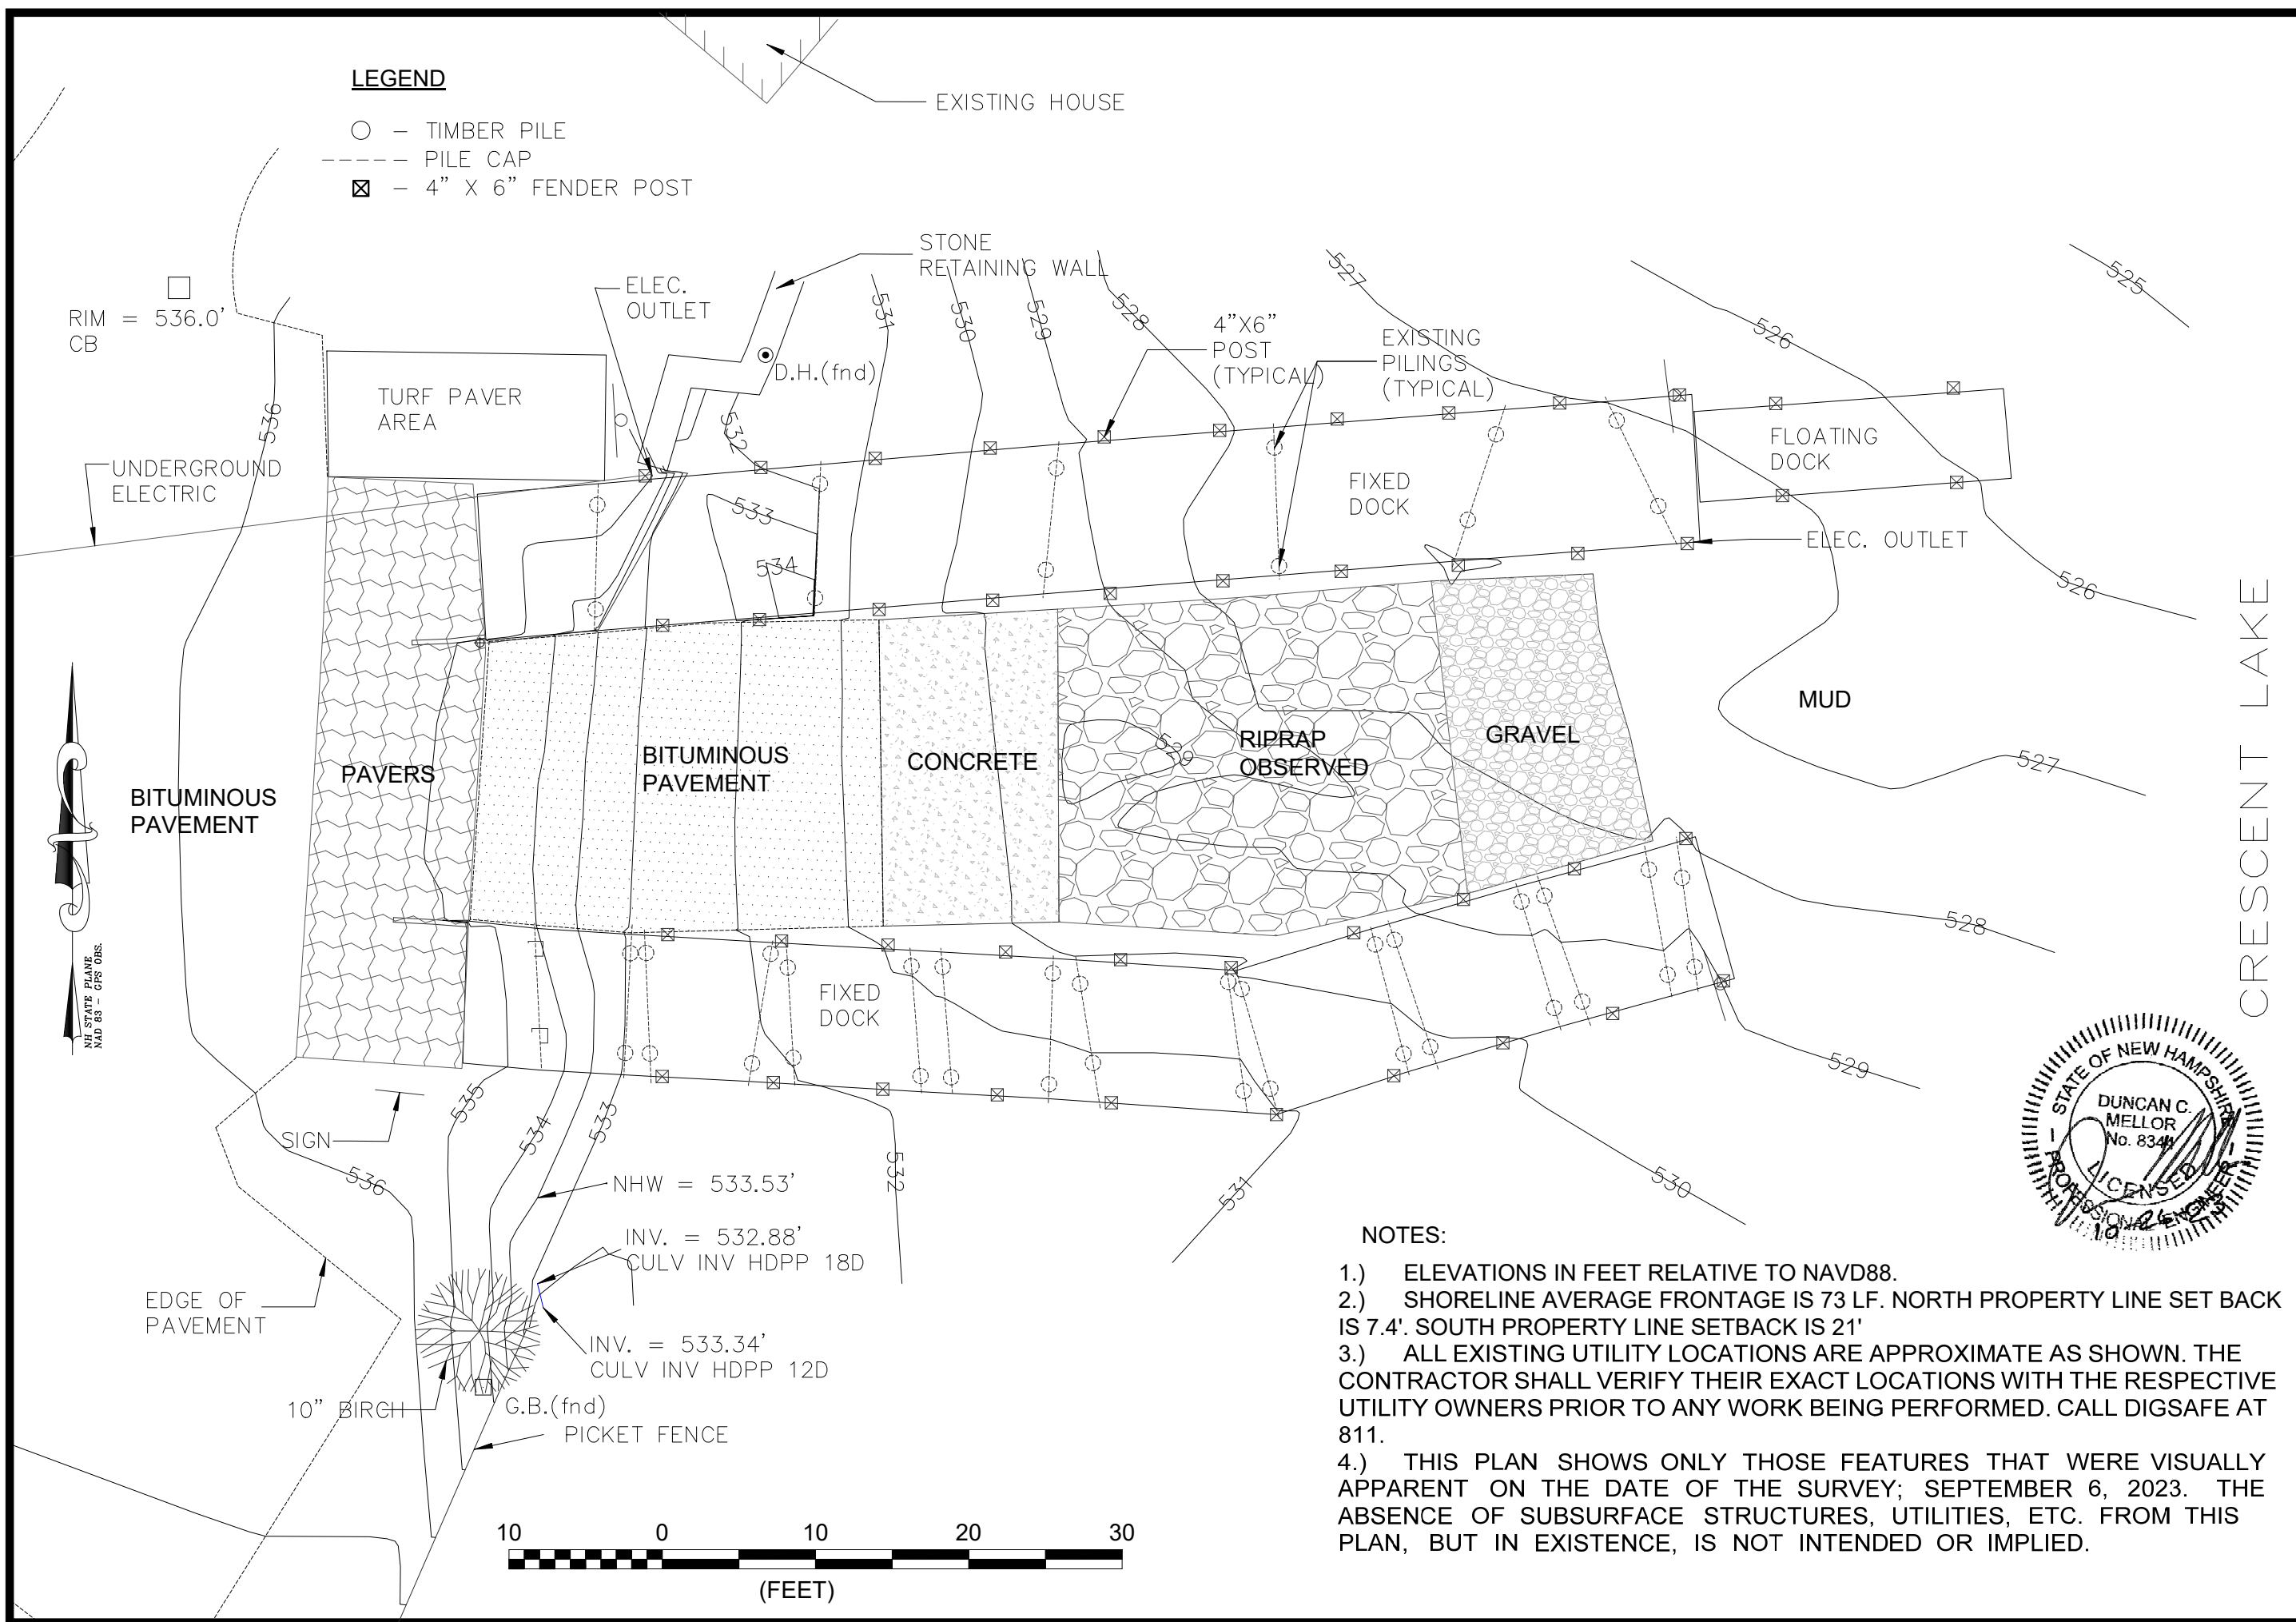 LEGEND
○ – TIMBER PILE
----- – PILE CAP
☒ – 4” X 6” FENDER POST
EXISTING HOUSE
STONE
RETAINING WALL
ELEC.
OUTLET
RIM = 536.0'
CB
TURF PAVER
AREA
D.H.(fnd)
UNDERGROUND
ELECTRIC
4”X6”
POST
(TYPICAL)
EXISTING
PILINGS
(TYPICAL)
531
530
529
528
527
526
525
536
532
533
534
FIXED
DOCK
FLOATING
DOCK
ELEC. OUTLET
526
CRESCENT LAKE
MUD
527
BITUMINOUS
PAVEMENT
PAVERS
BITUMINOUS
PAVEMENT
CONCRETE
529
RIPRAP
OBSERVED
GRAVEL
528
529
530
531
532
533
534
535
536
FIXED
DOCK
NH STATE PLANE
NAD 83 – GPS OBS.
SIGN
NHW = 533.53'
INV. = 532.88'
CULV INV HDPP 18D
INV. = 533.34'
CULV INV HDPP 12D
EDGE OF
PAVEMENT
10” BIRCH
G.B.(fnd)
PICKET FENCE
10 0 10 20 30
(FEET)
STATE OF NEW HAMPSHIRE
DUNCAN C.
MELLOR
No. 8344
LICENSED
PROFESSIONAL ENGINEER
NOTES:
1.) ELEVATIONS IN FEET RELATIVE TO NAVD88.
2.) SHORELINE AVERAGE FRONTAGE IS 73 LF. NORTH PROPERTY LINE SET BACK
IS 7.4'. SOUTH PROPERTY LINE SETBACK IS 21'
3.) ALL EXISTING UTILITY LOCATIONS ARE APPROXIMATE AS SHOWN. THE
CONTRACTOR SHALL VERIFY THEIR EXACT LOCATIONS WITH THE RESPECTIVE
UTILITY OWNERS PRIOR TO ANY WORK BEING PERFORMED. CALL DIGSAFE AT
811.
4.) THIS PLAN SHOWS ONLY THOSE FEATURES THAT WERE VISUALLY
APPARENT ON THE DATE OF THE SURVEY; SEPTEMBER 6, 2023. THE
ABSENCE OF SUBSURFACE STRUCTURES, UTILITIES, ETC. FROM THIS
PLAN, BUT IN EXISTENCE, IS NOT INTENDED OR IMPLIED.